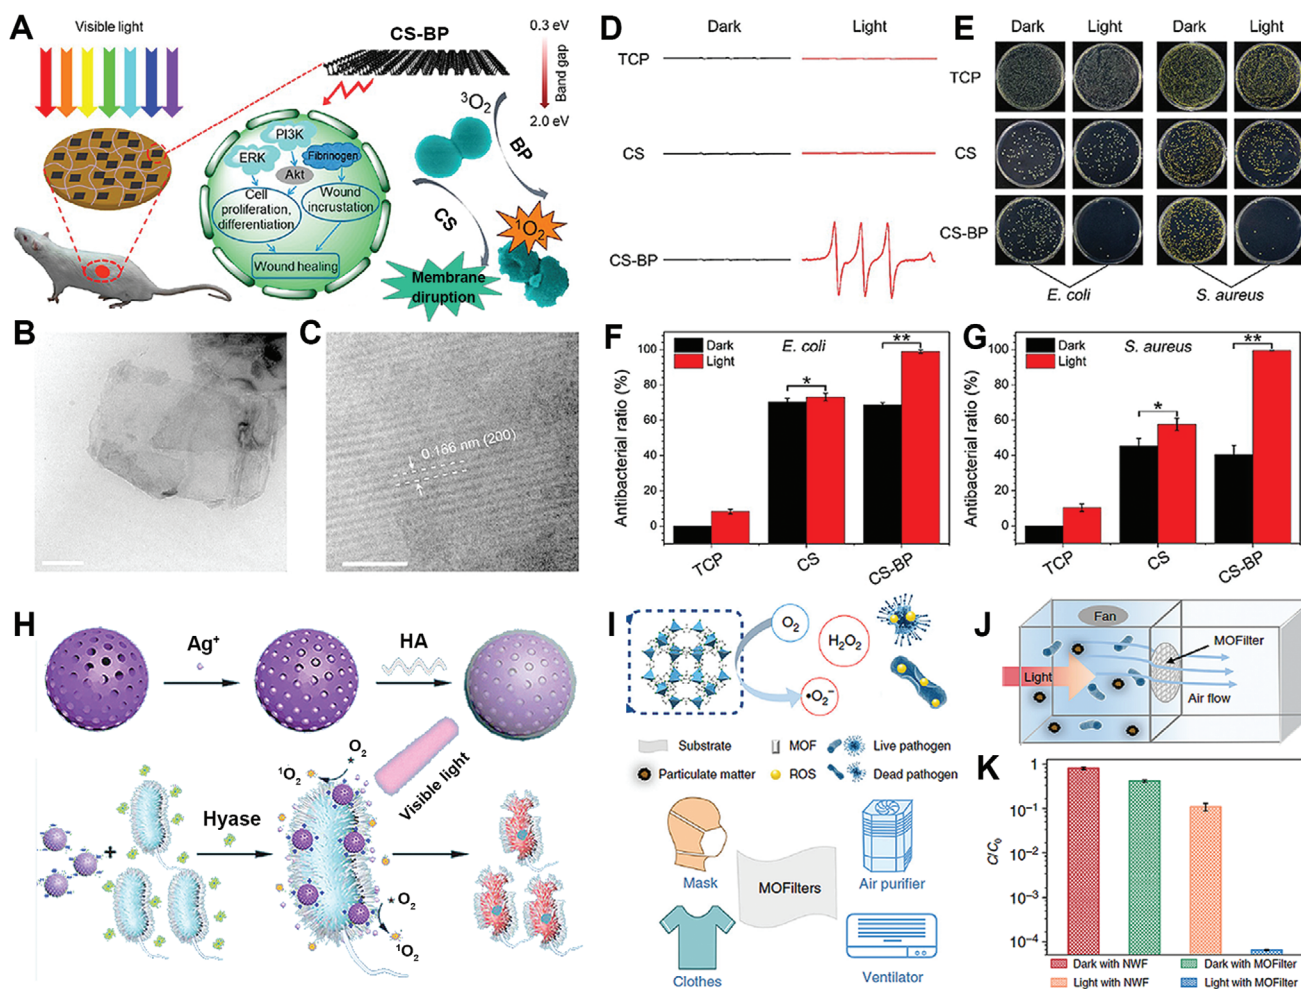 A
Visible light
CS-BP
0.3 eV
Band gap
2.0 eV
³O₂
BP
PI3K
ERK
Fibrinogen
Akt
Cell
proliferation,
differentiation
Wound
incrustation
Wound healing
CS
¹O₂
Membrane
diruption
B
C
0.166 nm (200)
D
Dark
Light
TCP
CS
CS-BP
E
Dark
Light
Dark
Light
TCP
CS
CS-BP
E. coli
S. aureus
F
Dark
Light
E. coli
*
**
Antibacterial ratio (%)
100
80
60
40
20
0
TCP
CS
CS-BP
G
Dark
Light
S. aureus
*
**
Antibacterial ratio (%)
100
80
60
40
20
0
TCP
CS
CS-BP
H
Ag⁺
HA
Visible light
O₂
¹O₂
Hyase
+
O₂
¹O₂
I
O₂
H₂O₂
•O₂⁻
Substrate
MOF
Live pathogen
Particulate matter
ROS
Dead pathogen
Mask
MOFilters
Air purifier
Clothes
Ventilator
J
Fan
MOFilter
Light
Air flow
K
C/C₀
1
10⁻¹
10⁻²
10⁻³
10⁻⁴
Dark with NWF
Dark with MOFilter
Light with NWF
Light with MOFilter